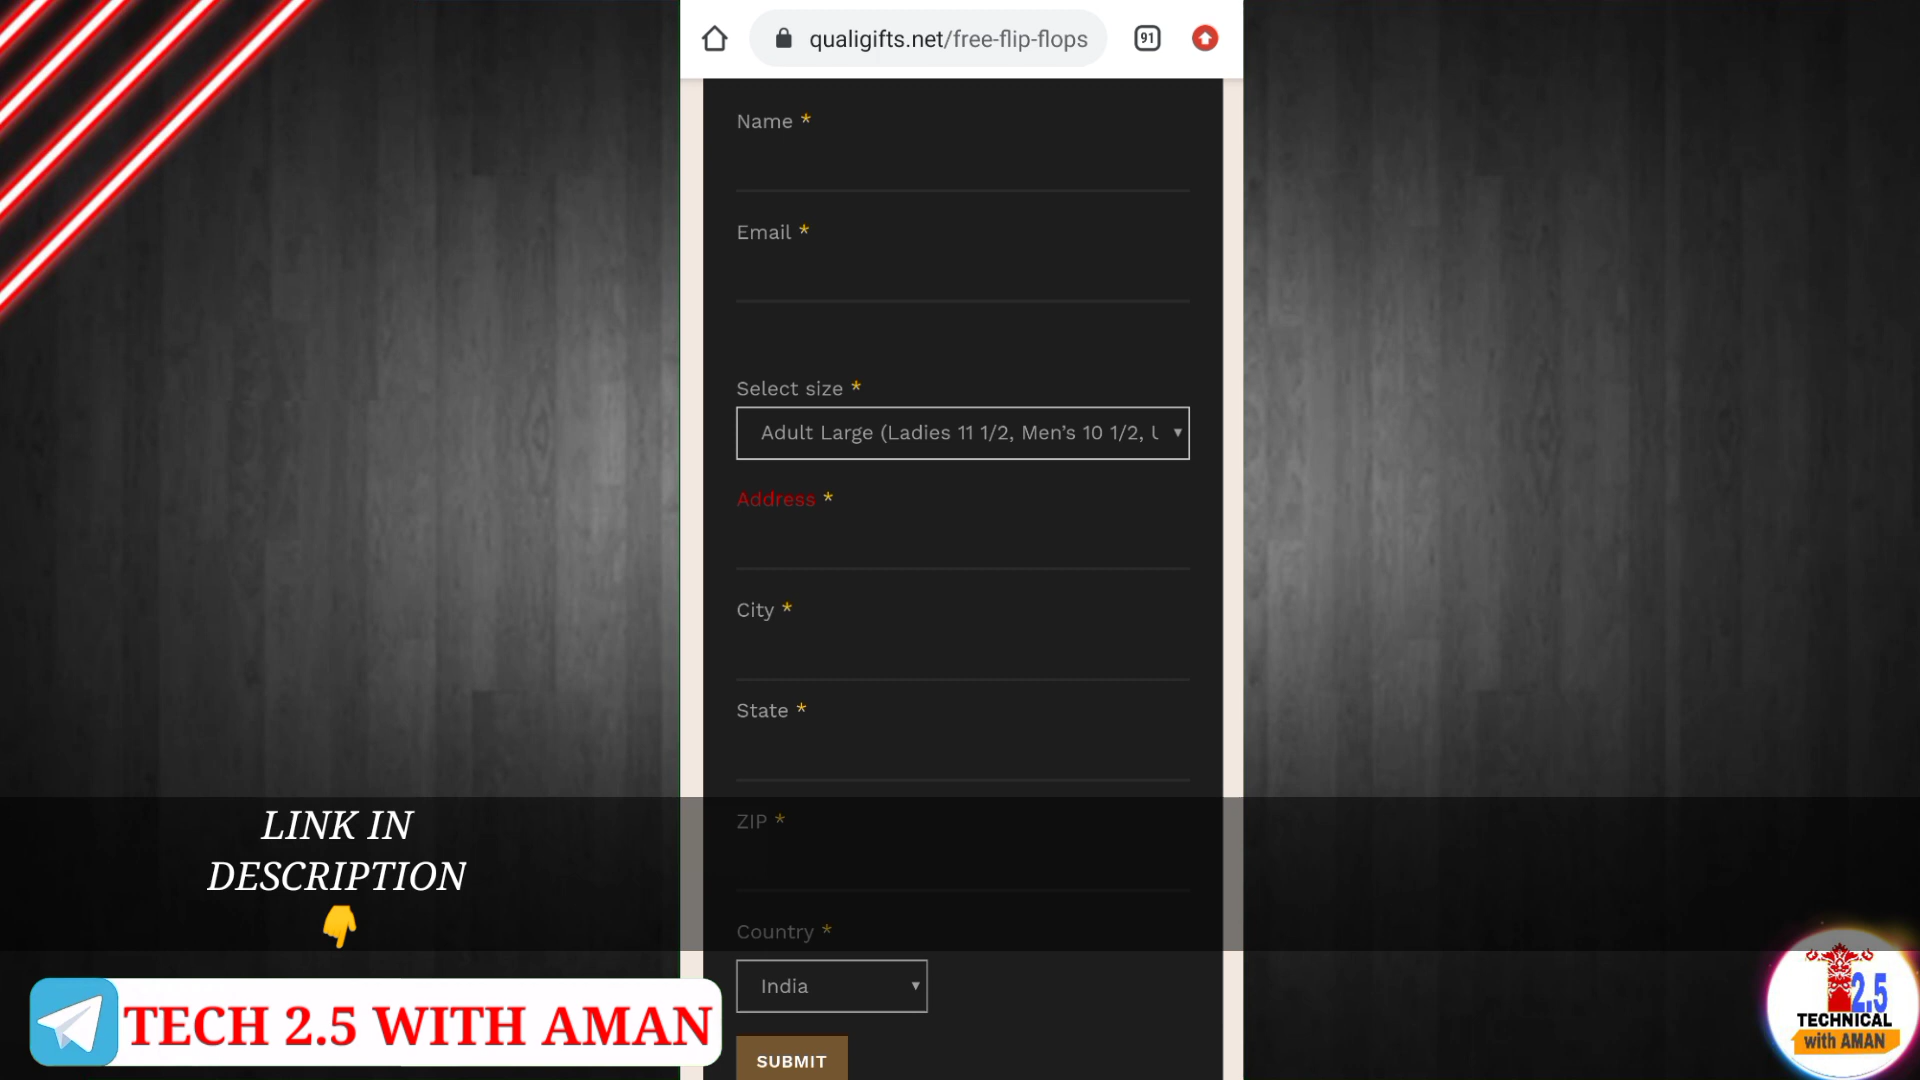 qualigifts.net/free-flip-flops
91
Name *
Email *
Select size *
Adult Large (Ladies 11 1/2, Men's 10 1/2,
Address *
City *
State *
ZIP *
Country *
India
SUBMIT
LINK IN
DESCRIPTION
TECH 2.5 WITH AMAN
2.5
TECHNICAL
with AMAN